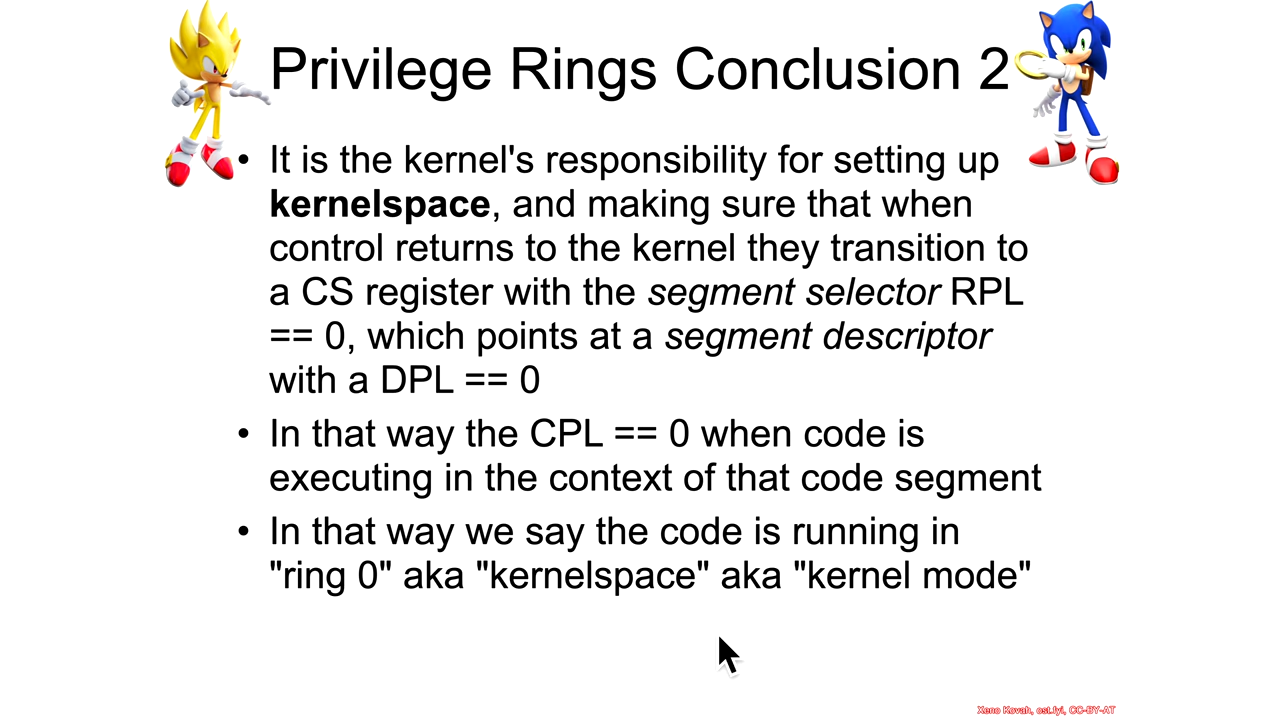 Privilege Rings Conclusion 2
• It is the kernel's responsibility for setting up
kernelspace, and making sure that when
control returns to the kernel they transition to
a CS register with the segment selector RPL
== 0, which points at a segment descriptor
with a DPL == 0
• In that way the CPL == 0 when code is
executing in the context of that code segment
• In that way we say the code is running in
"ring 0" aka "kernelspace" aka "kernel mode"
Xeno Kovah, ost.fyi, CC-BY-AT